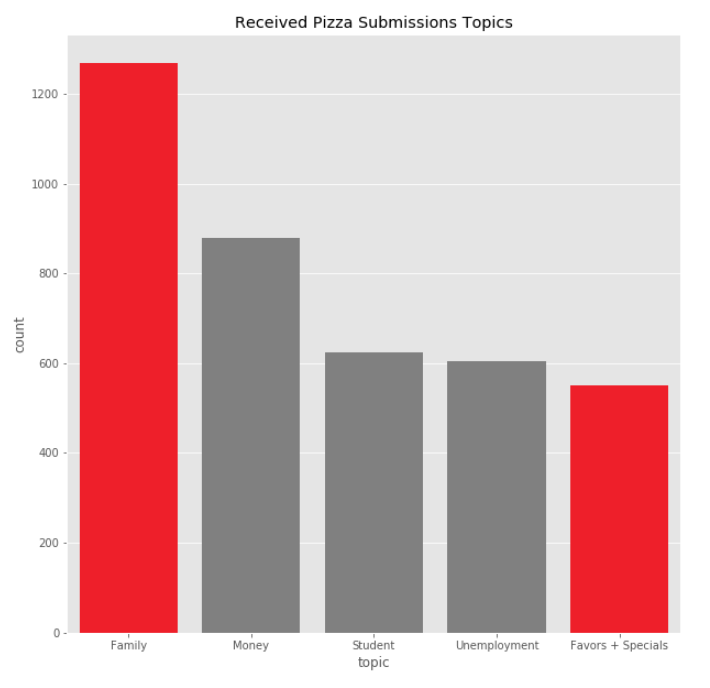 Received Pizza Submissions Topics
1200
1000
800
600
400
200
0
count
Family Money Student Unemployment Favors + Specials
topic